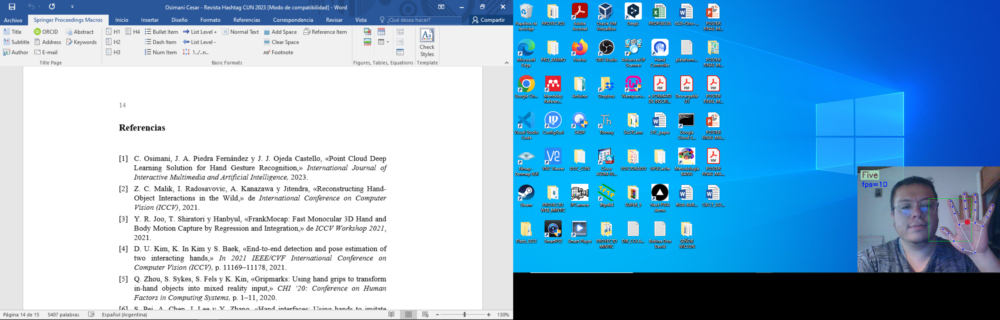 Osimani Cesar - Revista Hashtag CUN 2023 [Modo de compatibilidad] - Word
Archivo Springer Proceedings Macros Inicio Insertar Diseño Formato Referencias Correspondencia Revisar Vista ¿Qué desea hacer? Compartir
Title ORCID Abstract H1 H4 Bullet Item List Level + Normal Text Add Space Reference Item
Subtitle Address Keywords H2 Dash Item List Level - Clear Space
Author E-mail H3 Num Item 1../..n.. AB¹ Footnote
Check
Styles
Title Page Basic Formats Figures, Tables, Equations Template
14
Referencias
[1] C. Osimani, J. A. Piedra Fernández y J. J. Ojeda Castello, «Point Cloud Deep
Learning Solution for Hand Gesture Recognition,» International Journal of
Interactive Multimedia and Artificial Intelligence, 2023.
[2] Z. C. Malik, I. Radosavovic, A. Kanazawa y Jitendra, «Reconstructing Hand-
Object Interactions in the Wild,» de International Conference on Computer
Vision (ICCV), 2021.
[3] Y. R. Joo, T. Shiratori y Hanbyul, «FrankMocap: Fast Monocular 3D Hand and
Body Motion Capture by Regression and Integration,» de ICCV Workshop 2021,
2021.
[4] D. U. Kim, K. In Kim y S. Baek, «End-to-end detection and pose estimation of
two interacting hands,» In 2021 IEEE/CVF International Conference on
Computer Vision (ICCV), p. 11169–11178, 2021.
[5] Q. Zhou, S. Sykes, S. Fels y K. Kin, «Gripmarks: Using hand grips to transform
in-hand objects into mixed reality input,» CHI ’20: Conference on Human
Factors in Computing Systems, p. 1–11, 2020.
[6] S. Pei, A. Chen, J. Lee y Y. Zhang, «Hand interfaces: Using hands to imitate
Página 14 de 15 5407 palabras Español (Argentina) 130%
Papelera de reciclaje
PROYECTOS
Adobe Acrobat
Oracle VM VirtualBox
DeepL
PROPUESTA
6526-Otro-...
POSTER FINAL M...
Microsoft Edge
PRO_ANIMO
Firefox
OBS Studio
Advanced IP Scanner
Hand Controller
plataform...
POSTER FINAL M...
Google Ch...
Mendeley Referen...
Arduino
Dropbox
Wampserv...
a_FORMATO DE INSCRI...
Descargable U1
POSTER FINAL M...
Visual Studio Code
ConfigTool
SADP
Thonny
SisSTCann
STC_paper
Google Cloud S...
POSTER FINAL MA...
Nmap - Zenmap GUI
VNC Viewer
DOC_CUN
Cisco ASDM-ID...
DOCTORADO
GPUCache
Metodología BANG
POSTER FINAL MA...
Steam
PROYECTO WEB_MINTIC
IPCamera
Tftpd64
SUPER_T
Next PWA demo
ROA-BAR...
CIECT_202...
Platzi_2023
SmartPSS
Smart Player
PROYECTO MINTIC
DIR_COLA...
Bobina Don David
SEÑOR WILSON
Five
fps=10